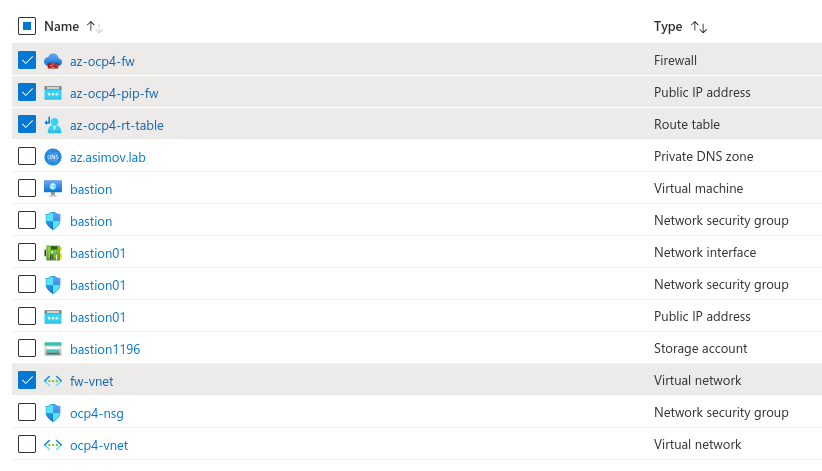 Name ↑↓ Type ↑↓
az-ocp4-fw Firewall
az-ocp4-pip-fw Public IP address
az-ocp4-rt-table Route table
DNS az.asimov.lab Private DNS zone
bastion Virtual machine
bastion Network security group
bastion01 Network interface
bastion01 Network security group
bastion01 Public IP address
bastion1196 Storage account
fw-vnet Virtual network
ocp4-nsg Network security group
ocp4-vnet Virtual network